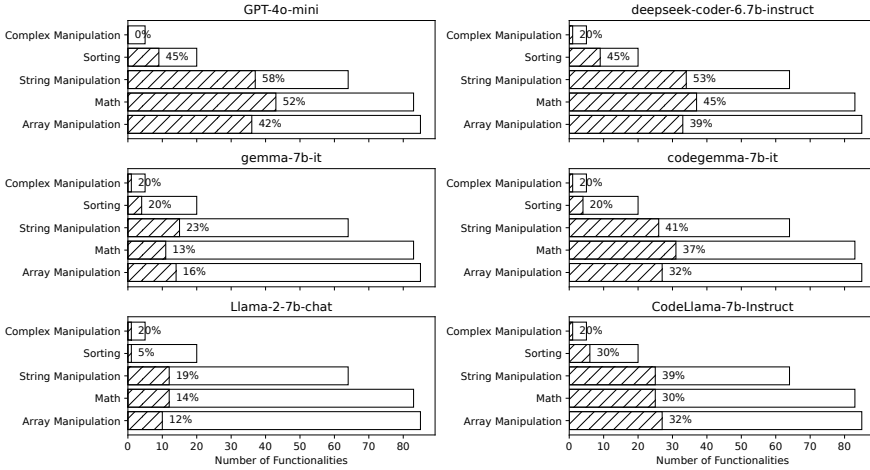 GPT-4o-mini
Complex Manipulation 0%
Sorting 45%
String Manipulation 58%
Math 52%
Array Manipulation 42%
deepseek-coder-6.7b-instruct
Complex Manipulation 20%
Sorting 45%
String Manipulation 53%
Math 45%
Array Manipulation 39%
gemma-7b-it
Complex Manipulation 20%
Sorting 20%
String Manipulation 23%
Math 13%
Array Manipulation 16%
codegemma-7b-it
Complex Manipulation 20%
Sorting 20%
String Manipulation 41%
Math 37%
Array Manipulation 32%
Llama-2-7b-chat
Complex Manipulation 20%
Sorting 5%
String Manipulation 19%
Math 14%
Array Manipulation 12%
0 10 20 30 40 50 60 70 80
Number of Functionalities
CodeLlama-7b-Instruct
Complex Manipulation 20%
Sorting 30%
String Manipulation 39%
Math 30%
Array Manipulation 32%
0 10 20 30 40 50 60 70 80
Number of Functionalities